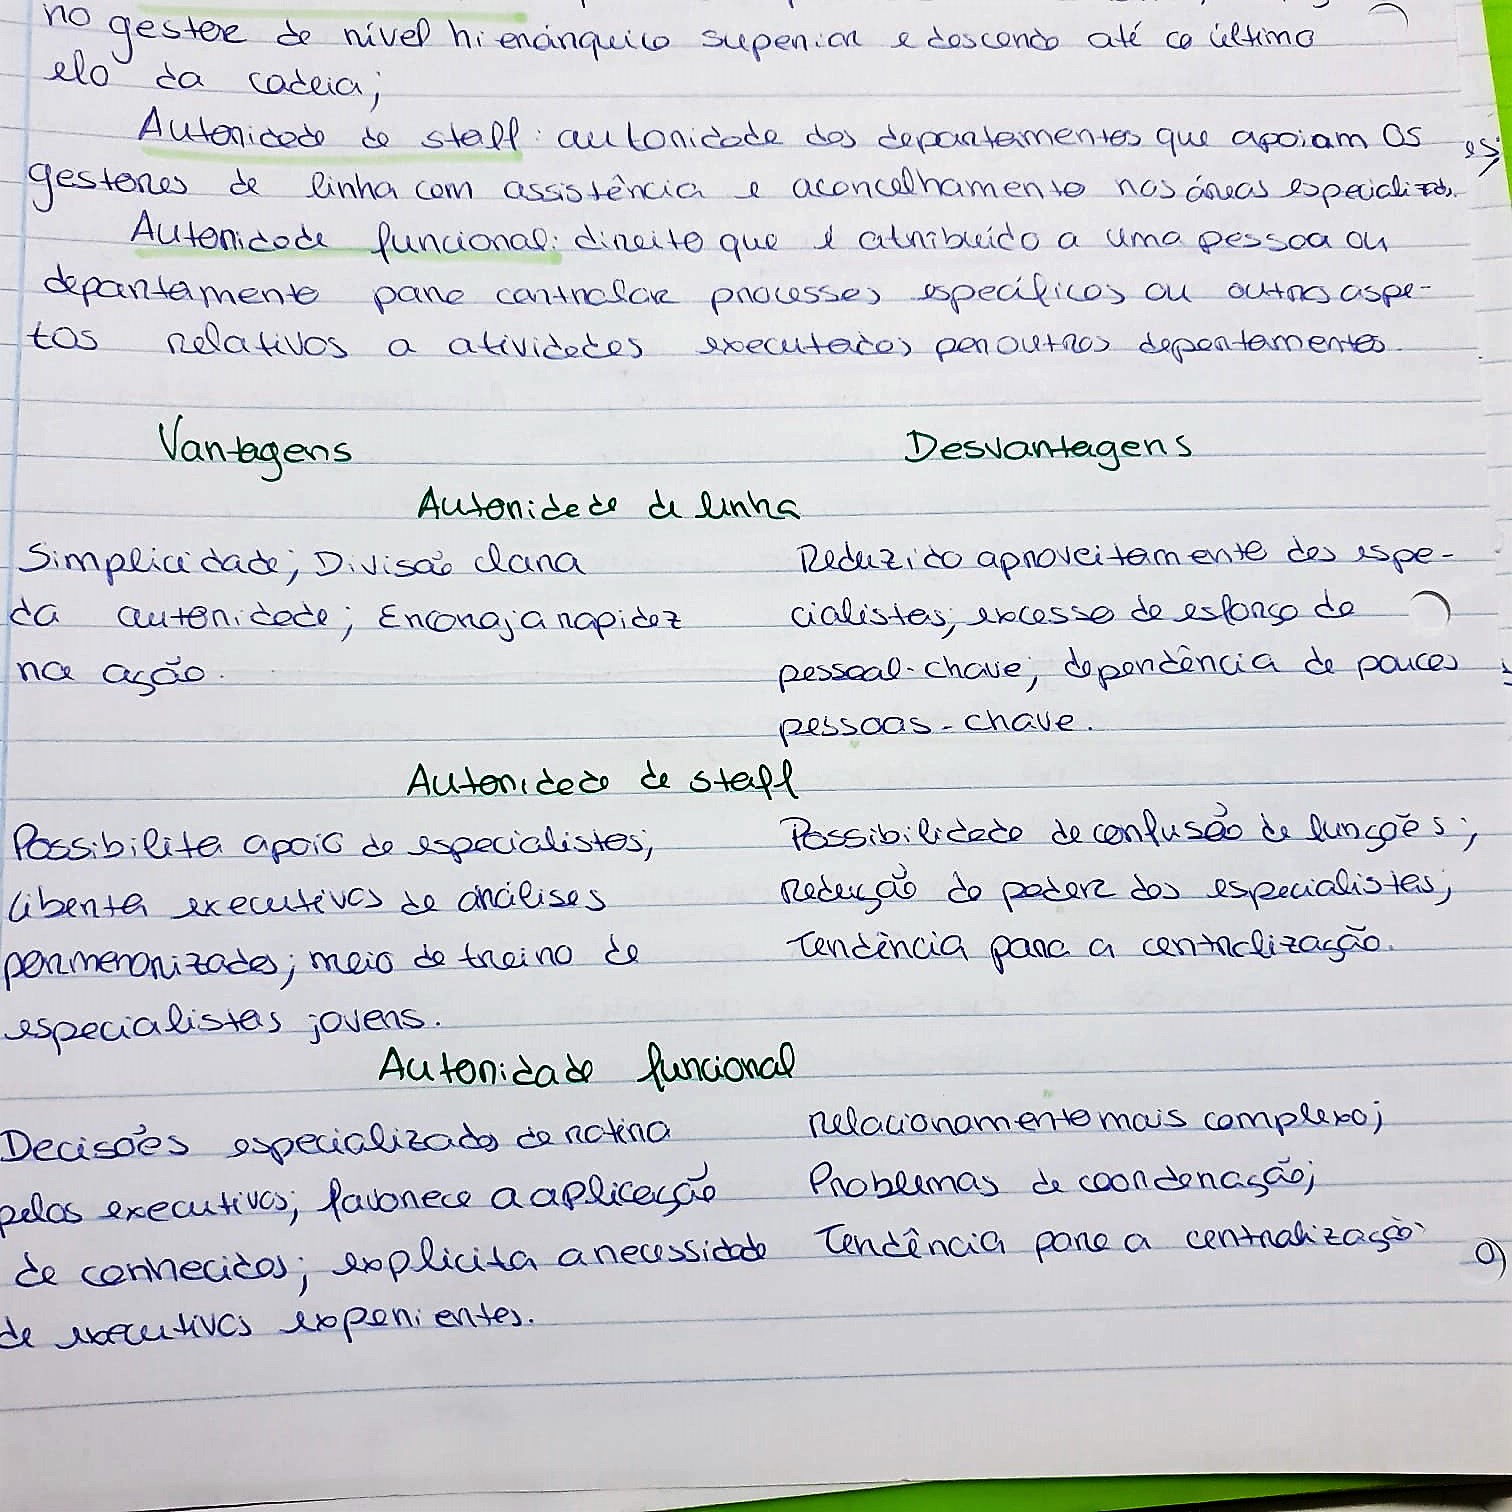 no gestor de nível hierárquico superior e descendo até ao último
elo da cadeia;
Autoridade de staff: autoridade dos departamentos que apoiam os
gestores de linha com assistência e aconcelhamento nas áreas especializadas.
Autoridade funcional: direito que é atribuído a uma pessoa ou
departamento para controlar processos específicos ou outros aspe-
tos relativos a atividades executadas por outros departamentos.
Vantagens Desvantagens
Autoridade de linha
Simplicidade; Divisão clara
da autoridade; Encoraja a rapidez
na ação.
Reduzido aproveitamento dos espe-
cialistas; excesso de esforço do
pessoal-chave; dependência de poucas
pessoas-chave.
Autoridade de staff
Possibilita apoio de especialistas;
liberta executivos de análises
pormenorizadas; meio de treino de
especialistas jovens.
Possibilidade de confusão de funções;
Redução do poder dos especialistas;
Tendência para a centralização.
Autoridade funcional
Decisões especializadas de rotina
pelos executivos; favorece a aplicação
de conhecidos; explicita a necessidade
de executivos experientes.
Relacionamento mais complexo;
Problemas de coordenação;
Tendência para a centralização